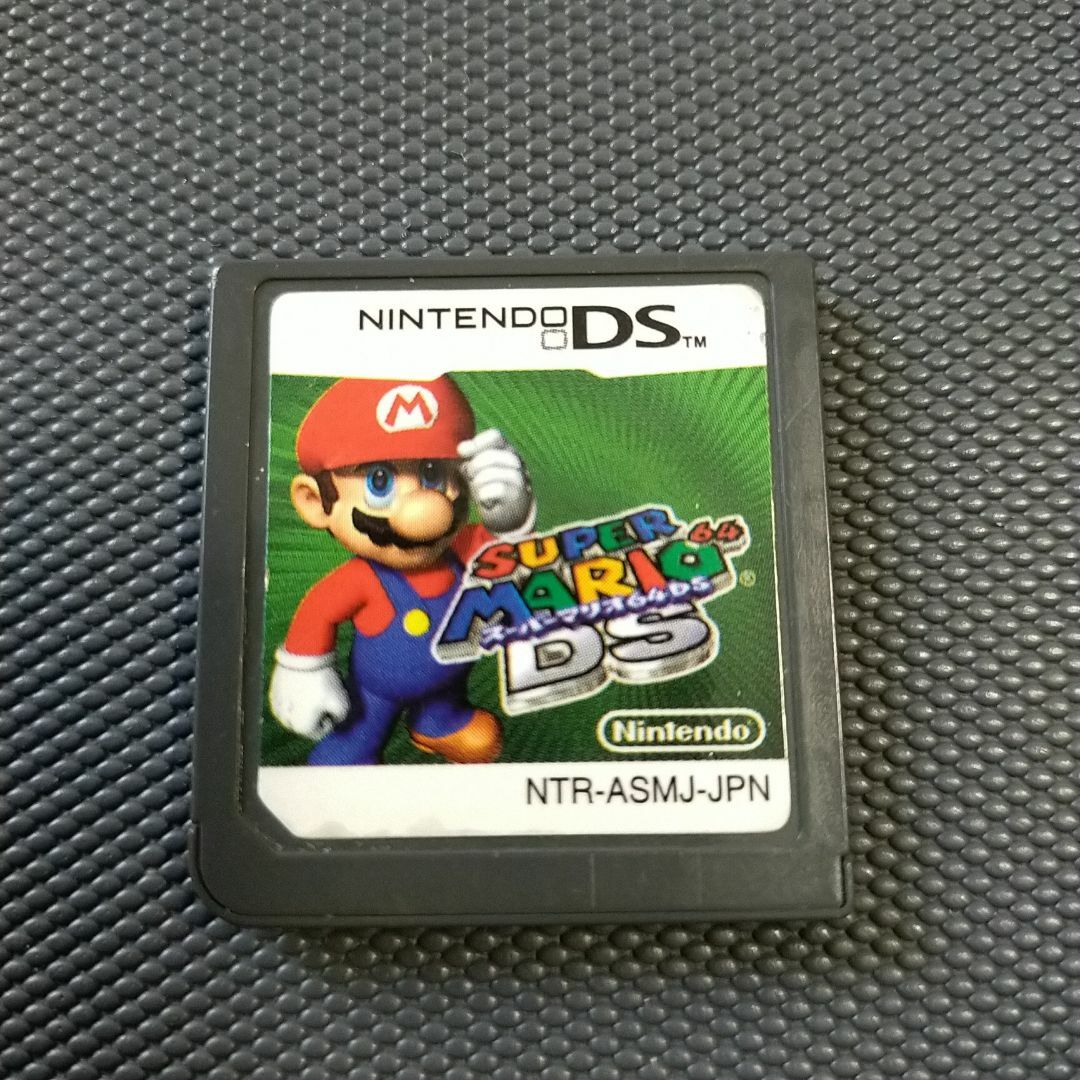 NINTENDO DS™
M
SUPER
MARIO 64®
スーパーマリオ64DS
DS
Nintendo®
NTR-ASMJ-JPN